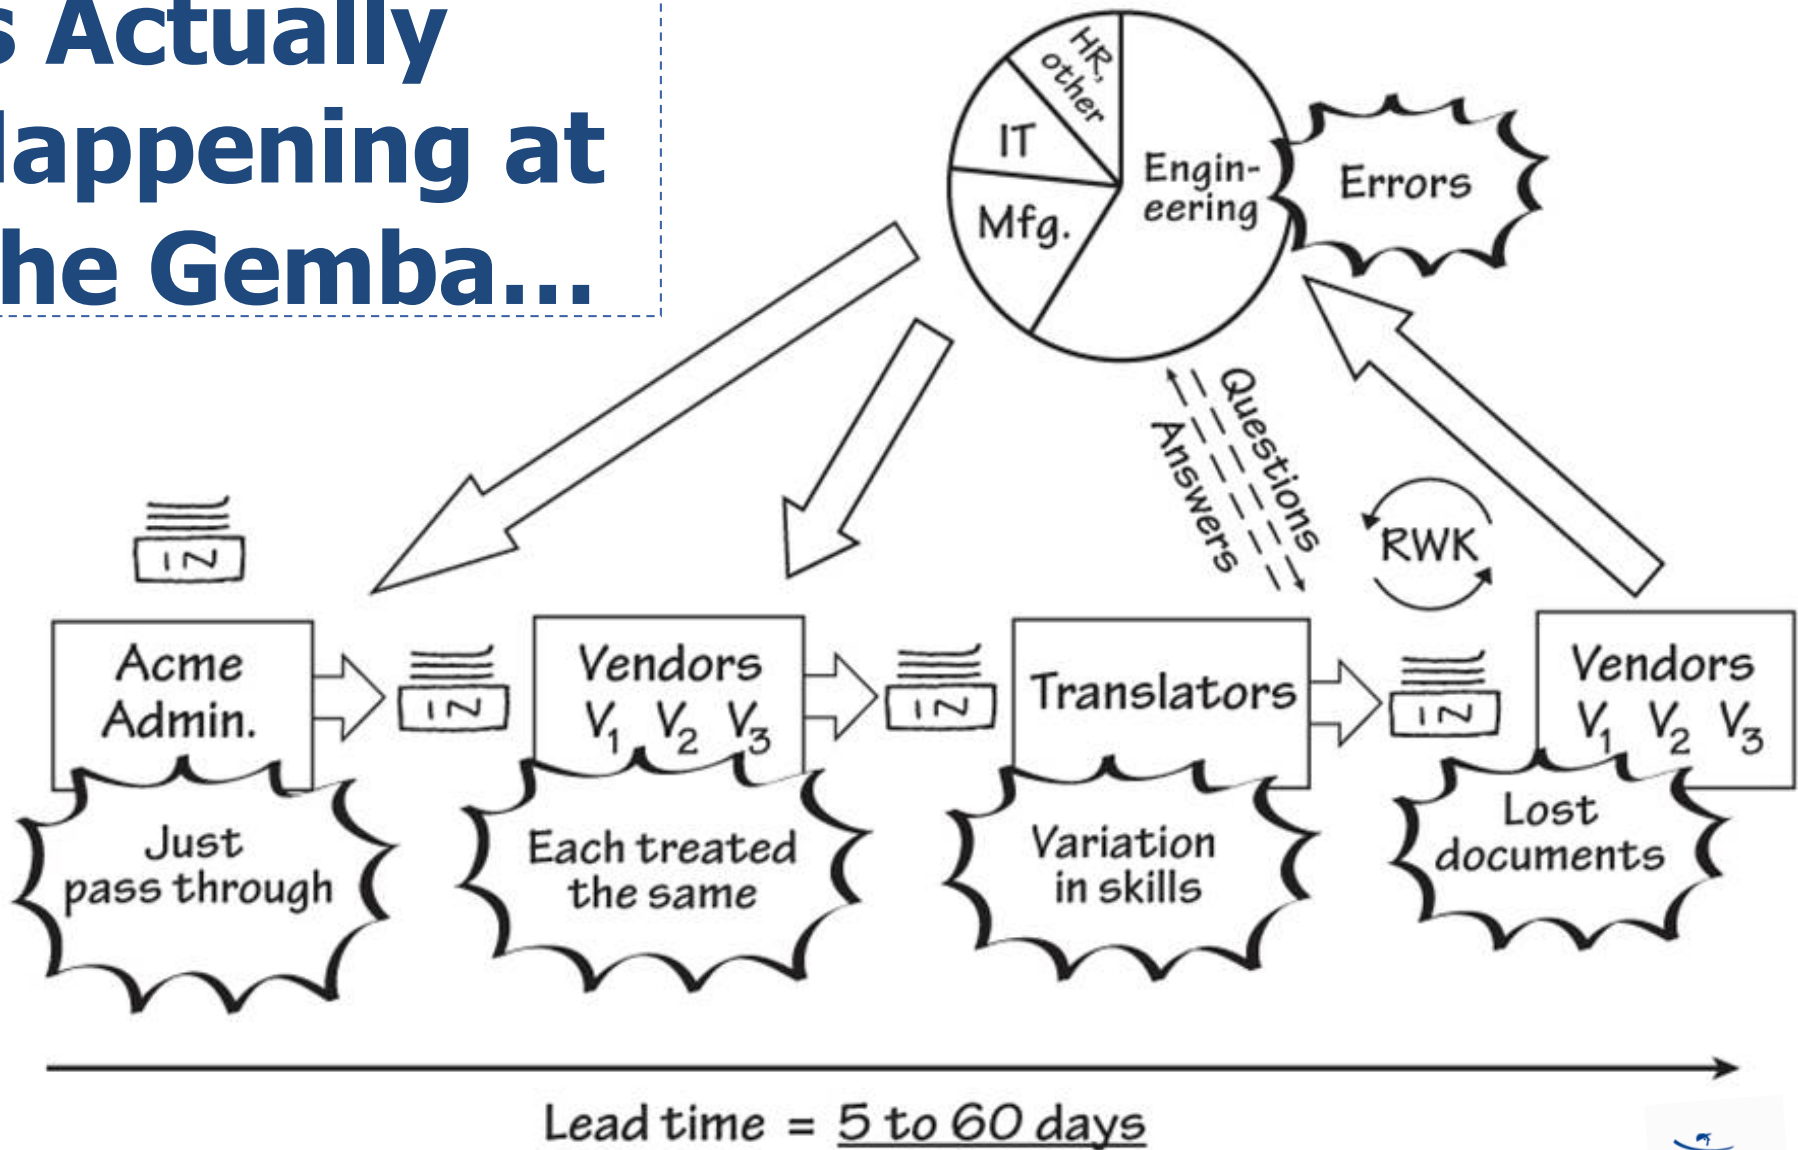 s Actually
Happening at
he Gemba...
HR,
other
IT
Mfg.
Engin-
eering
Errors
Questions
Answers
RWK
IN
IN
IN
IN
Acme
Admin.
Vendors
V1 V2 V3
Translators
Vendors
V1 V2 V3
Just
pass through
Each treated
the same
Variation
in skills
Lost
documents
Lead time = 5 to 60 days